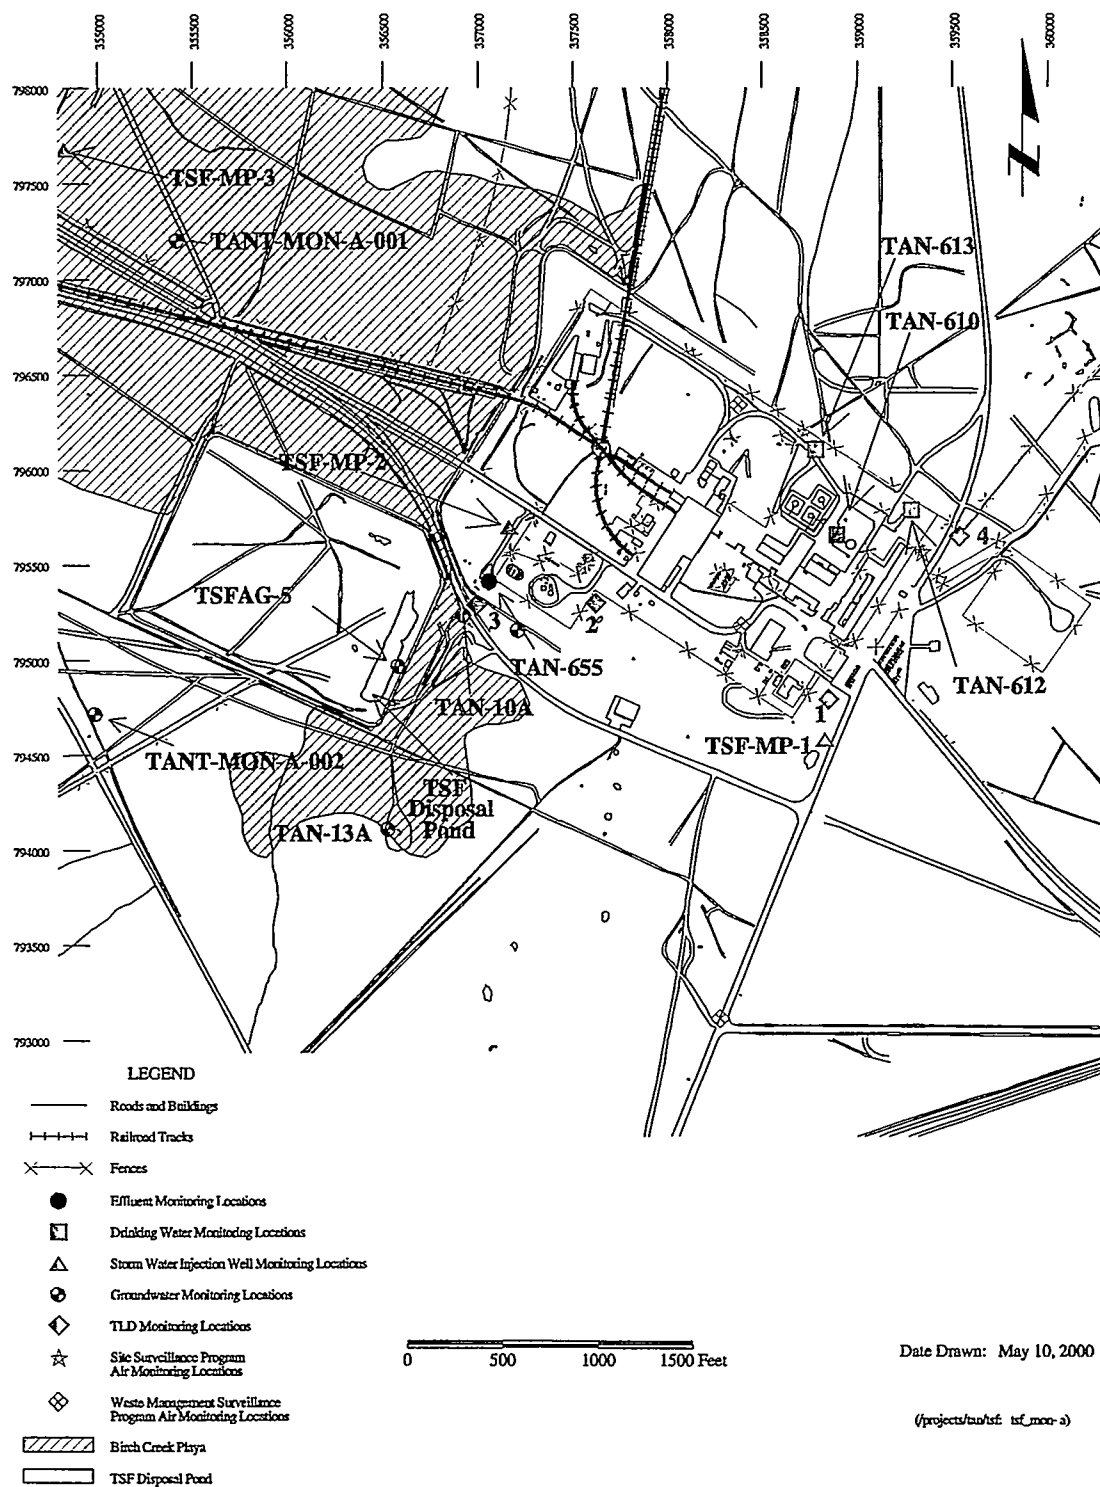 355000
355500
356000
356500
357000
357500
358000
358500
359000
359500
360000
798000
797500
797000
796500
796000
795500
795000
794500
794000
793500
793000
TSF-MP-3
TANT-MON-A-001
TAN-613
TAN-610
TSF-MP-2
4
TSFAG-5
3
2
TAN-655
TAN-612
TAN-10A
1
TSF-MP-1
TANT-MON-A-002
TSF
Disposal
Pond
TAN-13A
LEGEND
Roads and Buildings
Railroad Tracks
Fences
Effluent Monitoring Locations
Drinking Water Monitoring Locations
Storm Water Injection Well Monitoring Locations
Groundwater Monitoring Locations
TLD Monitoring Locations
Site Surveillance Program
Air Monitoring Locations
Waste Management Surveillance
Program Air Monitoring Locations
Birch Creek Playa
TSF Disposal Pond
0 500 1000 1500 Feet
Date Drawn: May 10, 2000
(/projects/tan/tsf: tsf_mon-a)
N